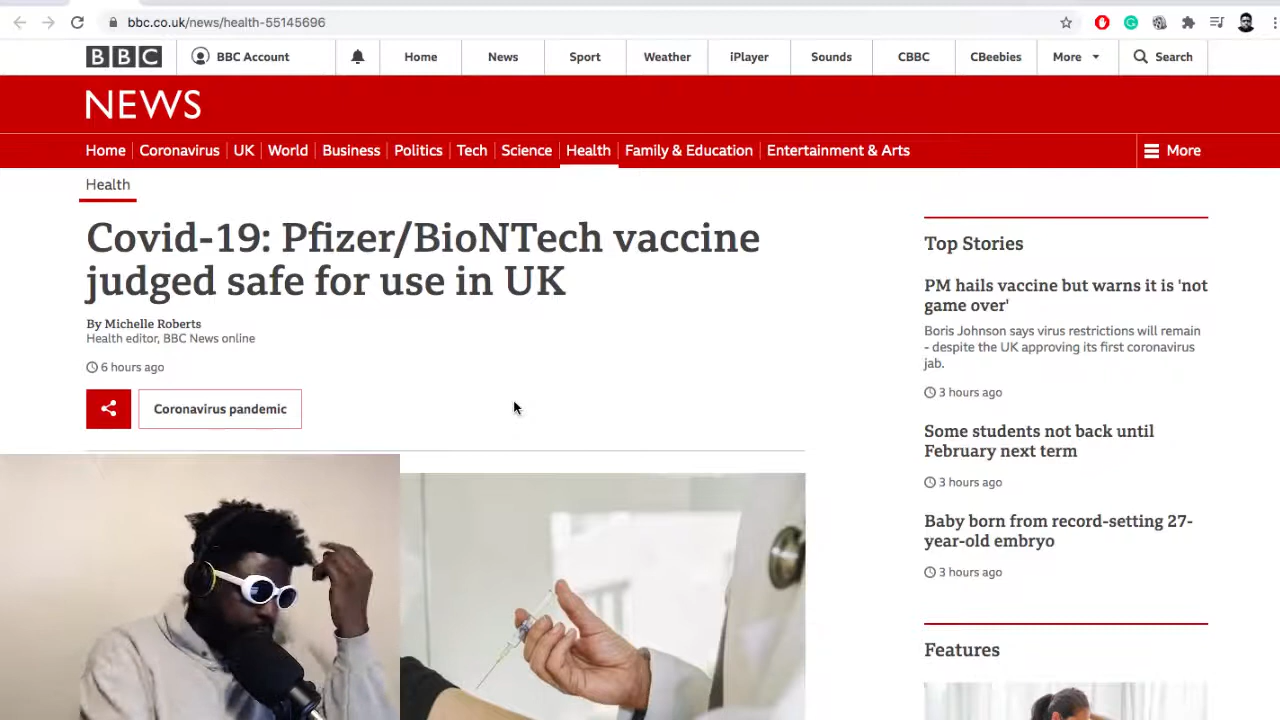 bbc.co.uk/news/health-55145696
BBC
BBC Account
Home
News
Sport
Weather
iPlayer
Sounds
CBBC
CBeebies
More
Search
NEWS
Home
Coronavirus
UK
World
Business
Politics
Tech
Science
Health
Family & Education
Entertainment & Arts
More
Health
Covid-19: Pfizer/BioNTech vaccine
judged safe for use in UK
By Michelle Roberts
Health editor, BBC News online
6 hours ago
Coronavirus pandemic
Top Stories
PM hails vaccine but warns it is 'not
game over'
Boris Johnson says virus restrictions will remain
- despite the UK approving its first coronavirus
jab.
3 hours ago
Some students not back until
February next term
3 hours ago
Baby born from record-setting 27-
year-old embryo
3 hours ago
Features